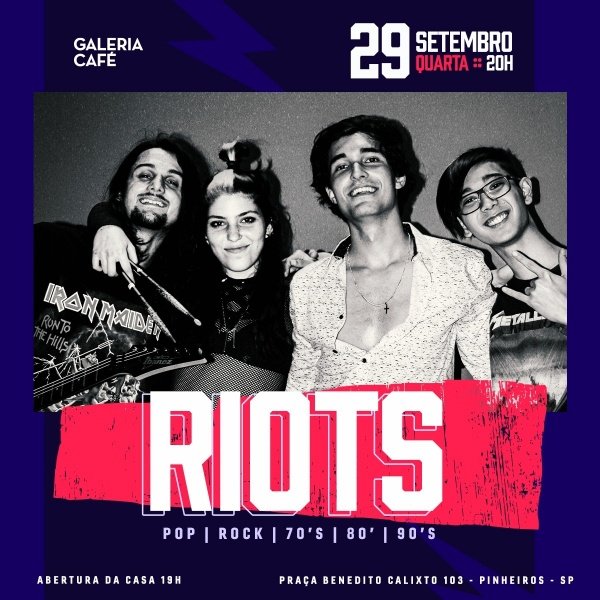 GALERIA
CAFÉ
29 SETEMBRO
QUARTA :: 20H
IRON MAIDEN
RUN TO
THE HILLS
Ibanez
METALLICA
RIOTS
POP | ROCK | 70'S | 80' | 90'S
ABERTURA DA CASA 19H
PRAÇA BENEDITO CALIXTO 103 - PINHEIROS - SP